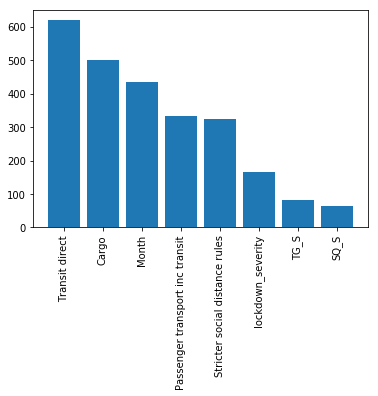 600
500
400
300
200
100
0
Transit direct
Cargo
Month
Passenger transport inc transit
Stricter social distance rules
lockdown_severity
TG_S
SQ_S